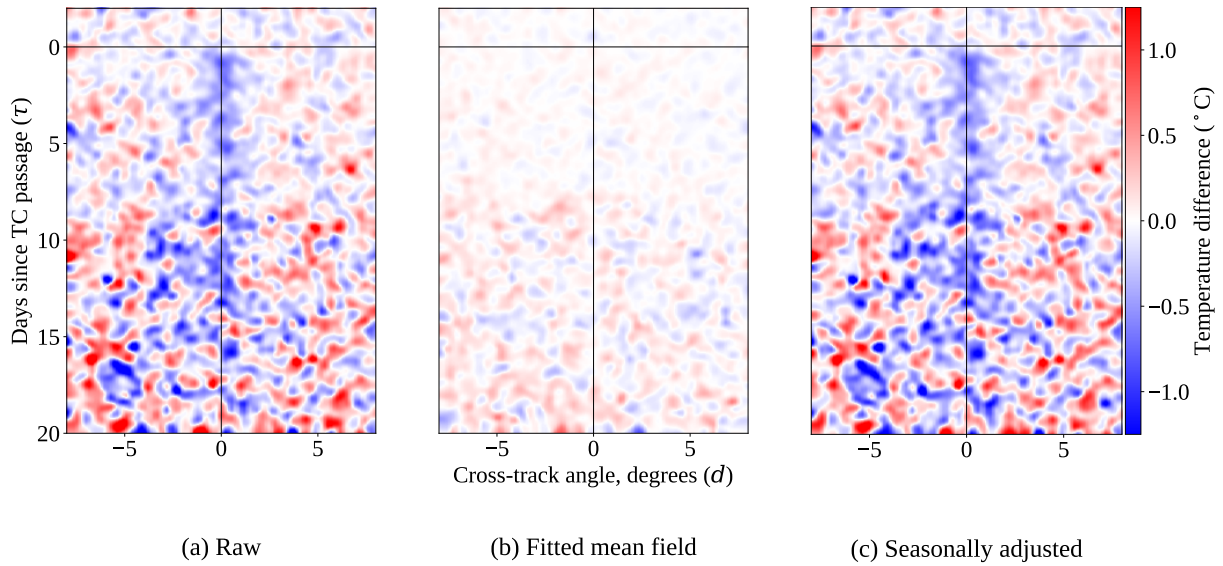 0
5
10
15
20
Days since TC passage (τ)
−5 0 5
−5 0 5
−5 0 5
Cross-track angle, degrees (d)
1.0
0.5
0.0
−0.5
−1.0
Temperature difference (°C)
(a) Raw
(b) Fitted mean field
(c) Seasonally adjusted